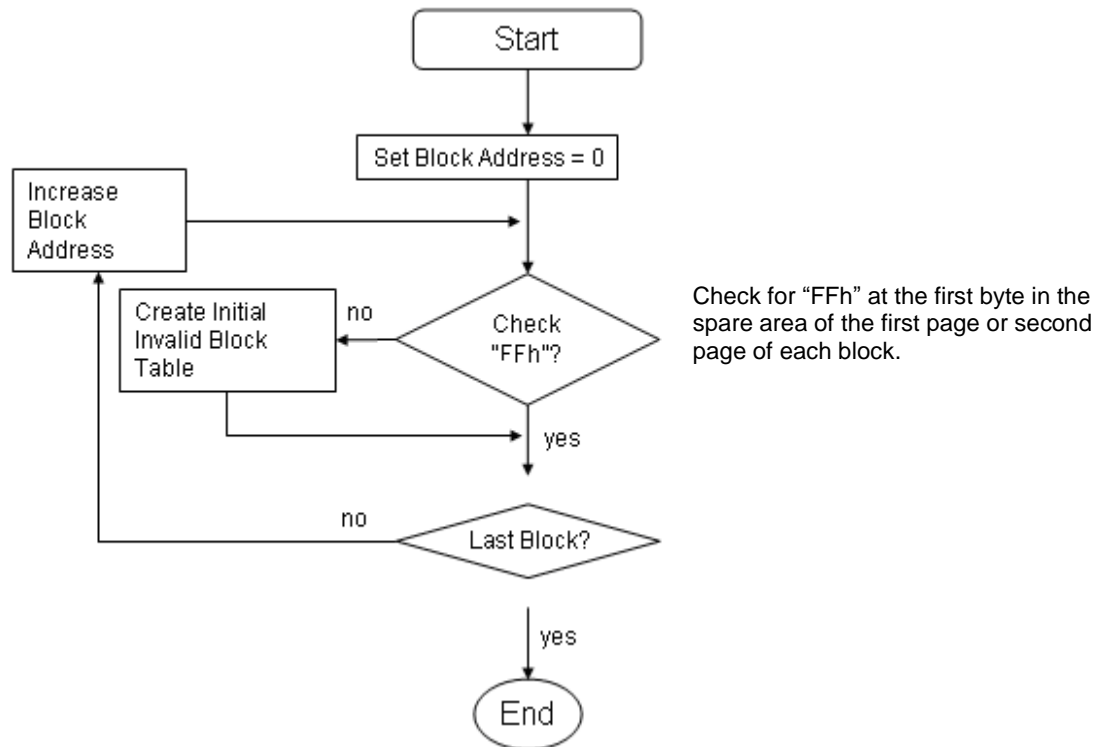 Start
Set Block Address = 0
Increase
Block
Address
Create Initial
Invalid Block
Table
no
Check
"FFh"?
Check for “FFh” at the first byte in the
spare area of the first page or second
page of each block.
yes
no
Last Block?
yes
End